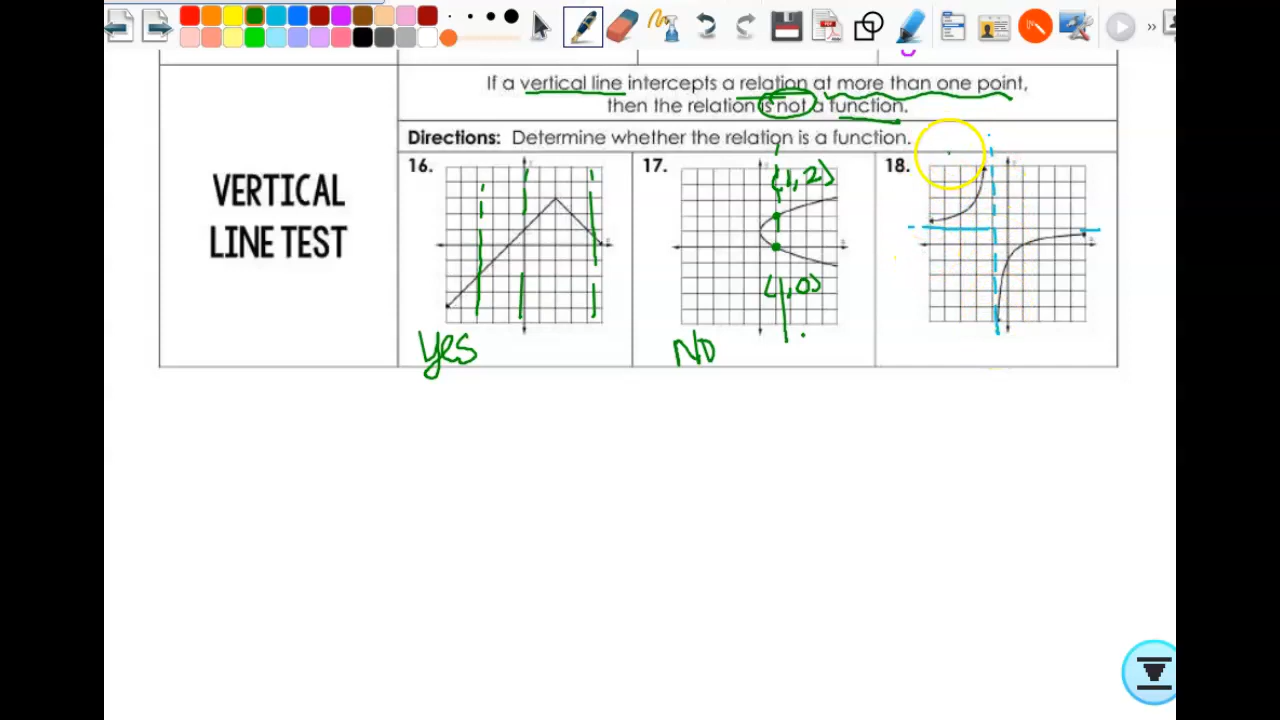 If a vertical line intercepts a relation at more than one point,
then the relation is not a function.
Directions: Determine whether the relation is a function.
VERTICAL
LINE TEST
16.
17.
18.
(1,2)
(1,0)
Yes
No